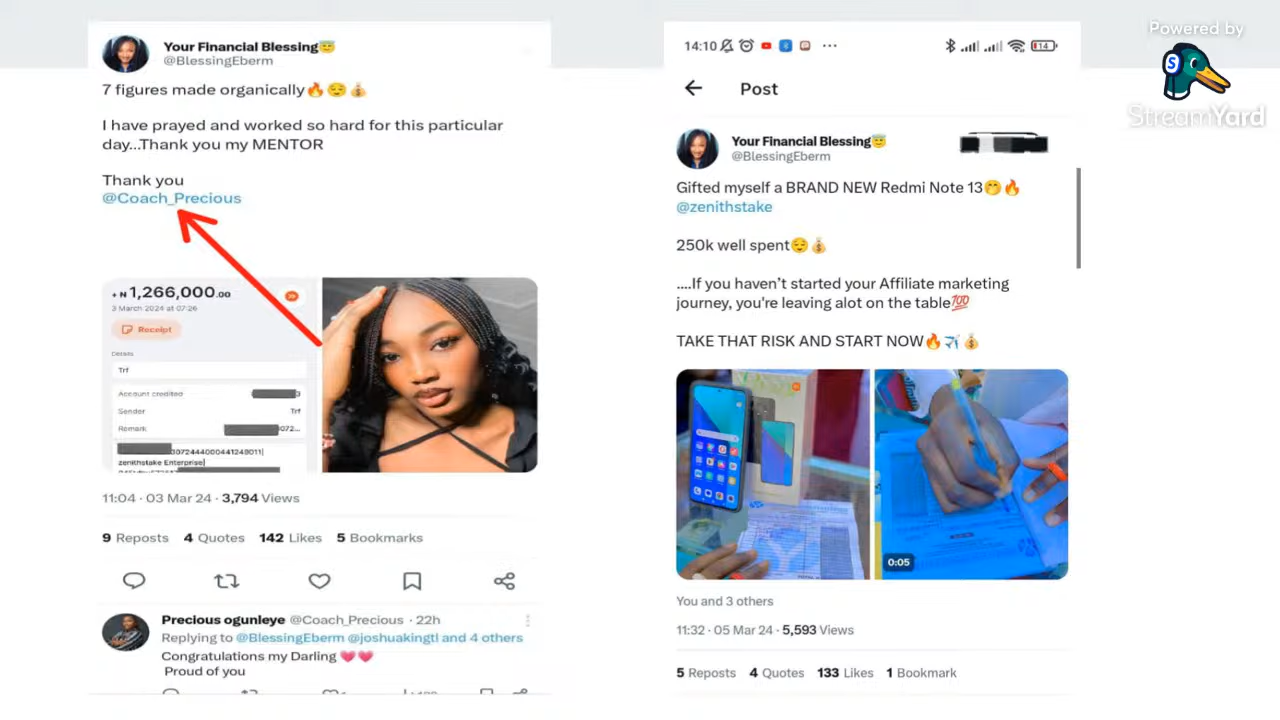 Your Financial Blessing😇
@BlessingEberm
7 figures made organically🔥😌💰
I have prayed and worked so hard for this particular
day...Thank you my MENTOR
Thank you
@Coach_Precious
+ ₦1,266,000.00
3 March 2024 at 07:26
Receipt
Details
Trf
Account credited 3
Sender Trf
Remark 072...
3072444000441249011|
zenithstake Enterprise|
11:04 · 03 Mar 24 · 3,794 Views
9 Reposts 4 Quotes 142 Likes 5 Bookmarks
Precious ogunleye @Coach_Precious · 22h
Replying to @BlessingEberm @joshuakingtl and 4 others
Congratulations my Darling 💗💗
Proud of you
14:10 14
Post
Your Financial Blessing😇
@BlessingEberm
Gifted myself a BRAND NEW Redmi Note 13🤭🔥
@zenithstake
250k well spent😌💰
....If you haven't started your Affiliate marketing
journey, you're leaving alot on the table💯
TAKE THAT RISK AND START NOW🔥✈️💰
0:05
You and 3 others
11:32 · 05 Mar 24 · 5,593 Views
5 Reposts 4 Quotes 133 Likes 1 Bookmark
Powered by
S
StreamYard